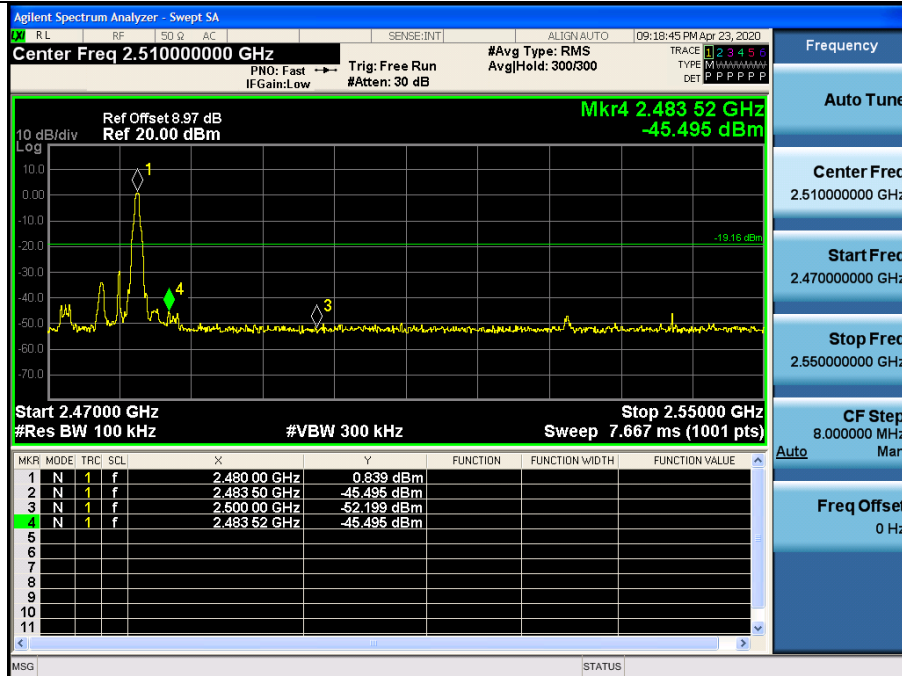 Agilent Spectrum Analyzer - Swept SA
LXI RL RF 50 Ω AC SENSE:INT ALIGN AUTO 09:18:45 PM Apr 23, 2020
Center Freq 2.510000000 GHz
PNO: Fast
IFGain:Low
Trig: Free Run
#Atten: 30 dB
#Avg Type: RMS
Avg|Hold: 300/300
TRACE 1 2 3 4 5 6
TYPE M
DET P P P P P P
Ref Offset 8.97 dB
10 dB/div Ref 20.00 dBm
Log
Mkr4 2.483 52 GHz
-45.495 dBm
10.0
0.00
-10.0
-20.0
-30.0
-40.0
-50.0
-60.0
-70.0
1
4
3
-19.16 dBm
Start 2.47000 GHz Stop 2.55000 GHz
#Res BW 100 kHz #VBW 300 kHz Sweep 7.667 ms (1001 pts)
MKR MODE TRC SCL X Y FUNCTION FUNCTION WIDTH FUNCTION VALUE
1 N 1 f 2.480 00 GHz 0.839 dBm
2 N 1 f 2.483 50 GHz -45.495 dBm
3 N 1 f 2.500 00 GHz -52.199 dBm
4 N 1 f 2.483 52 GHz -45.495 dBm
5
6
7
8
9
10
11
MSG STATUS
Frequency
Auto Tune
Center Freq
2.510000000 GHz
Start Freq
2.470000000 GHz
Stop Freq
2.550000000 GHz
CF Step
8.000000 MHz
Auto Man
Freq Offset
0 Hz